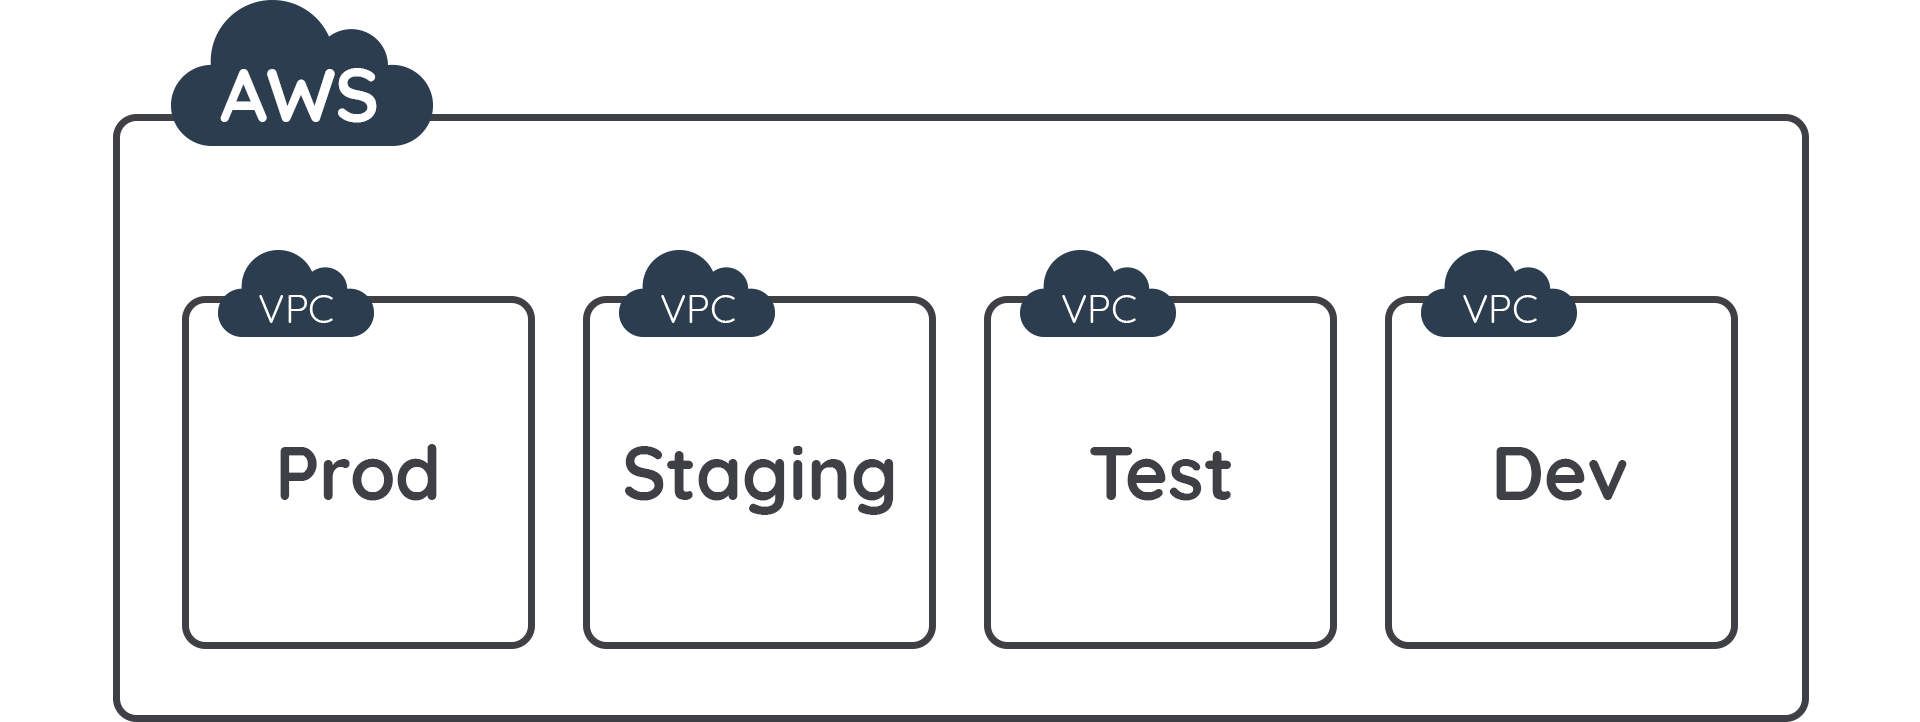 AWS
VPC
VPC
VPC
VPC
Prod
Staging
Test
Dev